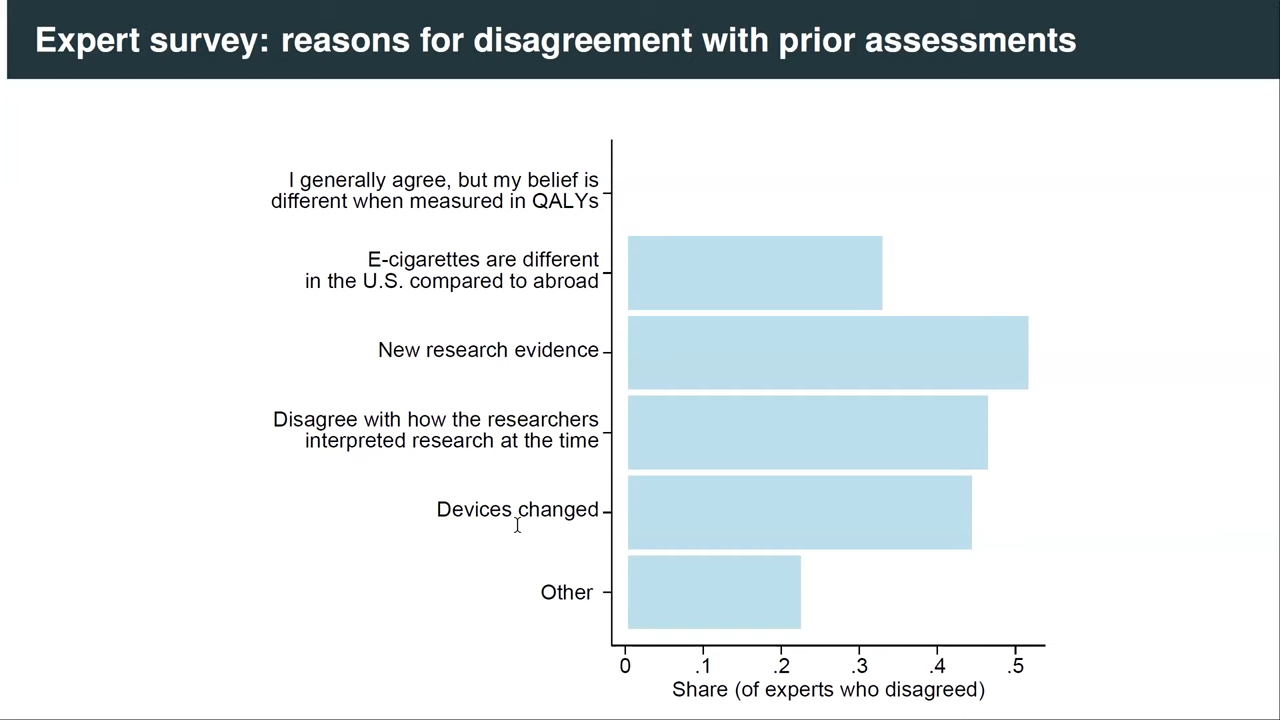 Expert survey: reasons for disagreement with prior assessments
I generally agree, but my belief is
different when measured in QALYs
E-cigarettes are different
in the U.S. compared to abroad
New research evidence
Disagree with how the researchers
interpreted research at the time
Devices changed
Other
0 .1 .2 .3 .4 .5
Share (of experts who disagreed)